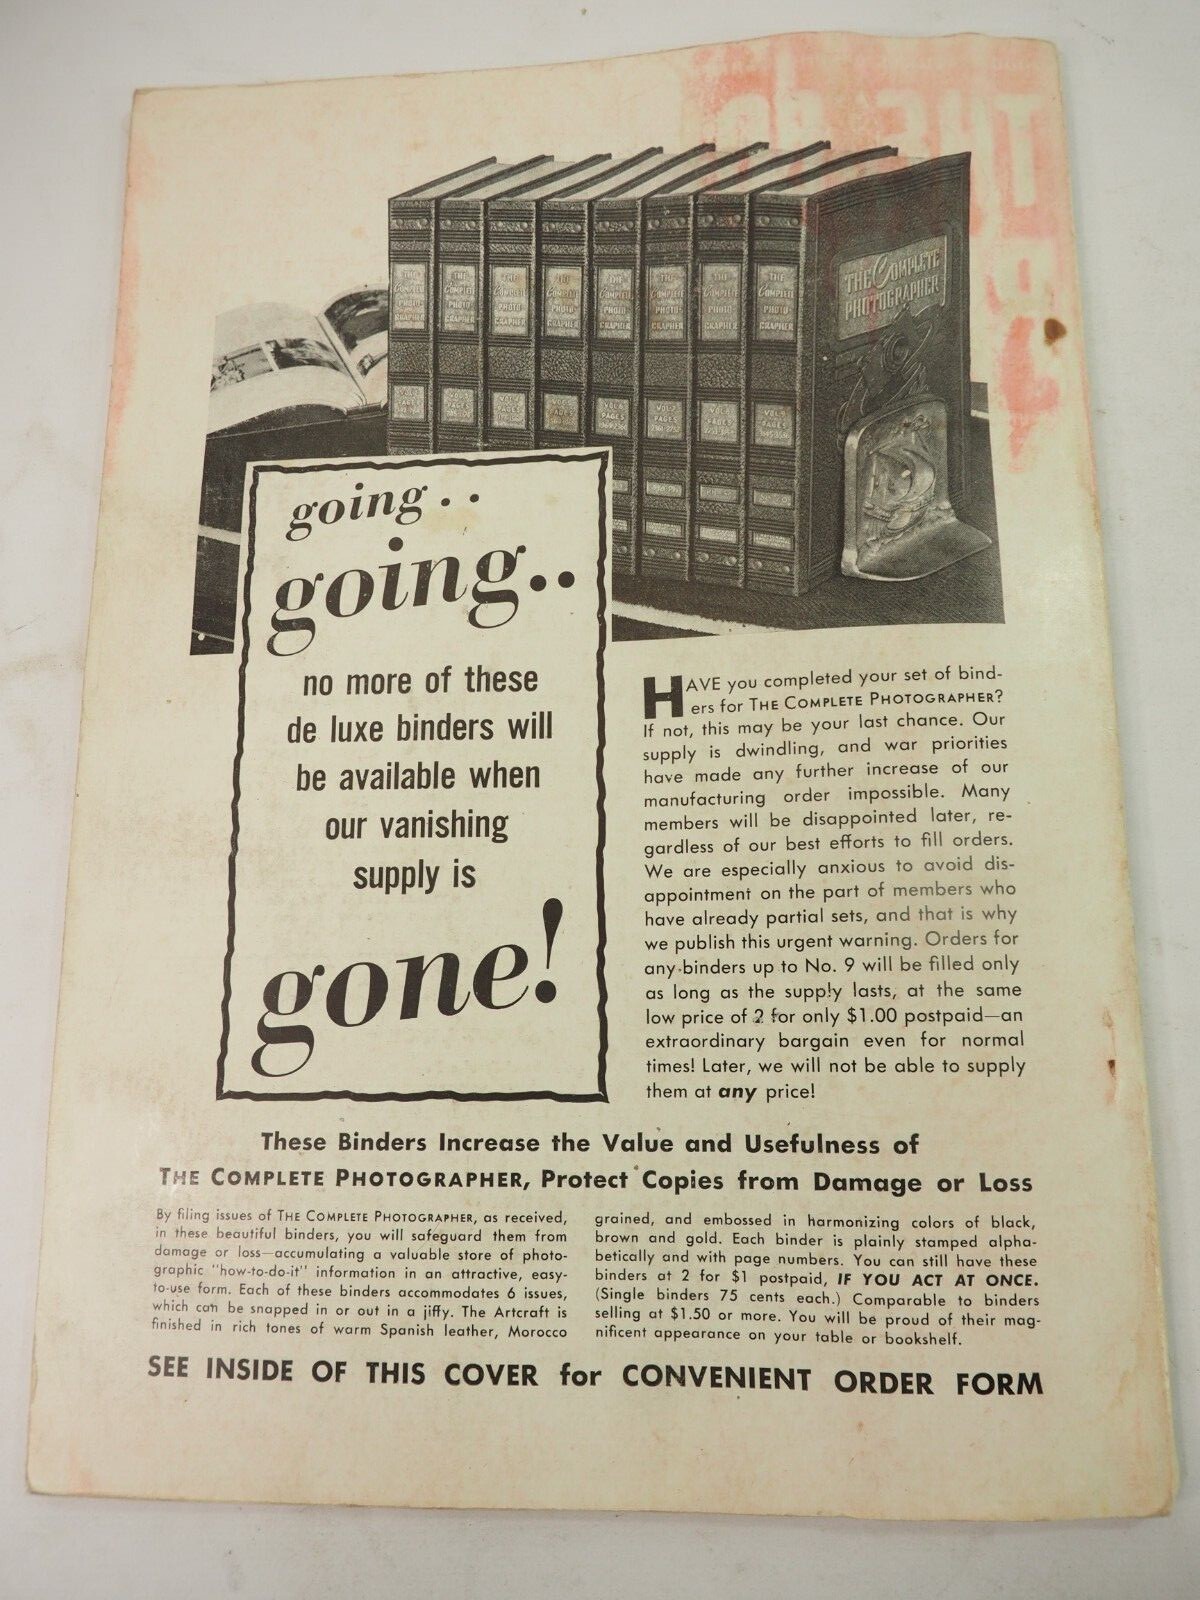 THE COMPLETE
PHOTOGRAPHER
THE
COMPLETE
PHOTO
GRAPHER
going . .
going..
no more of these
de luxe binders will
be available when
our vanishing
supply is
gone!
HAVE you completed your set of bind-
ers for THE COMPLETE PHOTOGRAPHER?
If not, this may be your last chance. Our
supply is dwindling, and war priorities
have made any further increase of our
manufacturing order impossible. Many
members will be disappointed later, re-
gardless of our best efforts to fill orders.
We are especially anxious to avoid dis-
appointment on the part of members who
have already partial sets, and that is why
we publish this urgent warning. Orders for
any binders up to No. 9 will be filled only
as long as the supply lasts, at the same
low price of 2 for only $1.00 postpaid—an
extraordinary bargain even for normal
times! Later, we will not be able to supply
them at any price!
These Binders Increase the Value and Usefulness of
THE COMPLETE PHOTOGRAPHER, Protect Copies from Damage or Loss
By filing issues of THE COMPLETE PHOTOGRAPHER, as received,
in these beautiful binders, you will safeguard them from
damage or loss—accumulating a valuable store of photo-
graphic "how-to-do-it" information in an attractive, easy-
to-use form. Each of these binders accommodates 6 issues,
which can be snapped in or out in a jiffy. The Artcraft is
finished in rich tones of warm Spanish leather, Morocco
grained, and embossed in harmonizing colors of black,
brown and gold. Each binder is plainly stamped alpha-
betically and with page numbers. You can still have these
binders at 2 for $1 postpaid, IF YOU ACT AT ONCE.
(Single binders 75 cents each.) Comparable to binders
selling at $1.50 or more. You will be proud of their mag-
nificent appearance on your table or bookshelf.
SEE INSIDE OF THIS COVER for CONVENIENT ORDER FORM